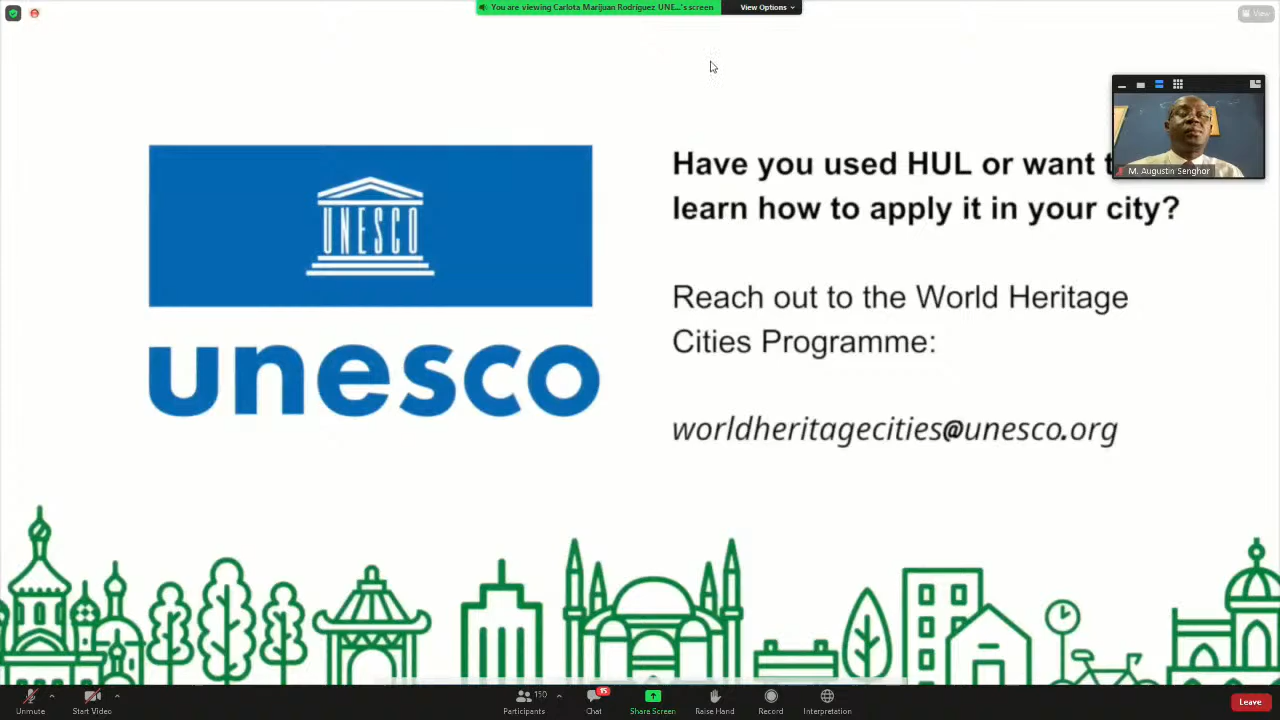 You are viewing Carlota Marijuan Rodriguez UNE...'s screen
View Options
View
UNESCO
unesco
Have you used HUL or want t
learn how to apply it in your city?
Reach out to the World Heritage
Cities Programme:
worldheritagecities@unesco.org
M. Augustin Senghor
Unmute
Start Video
150
Participants
15
Chat
Share Screen
Raise Hand
Record
Interpretation
Leave